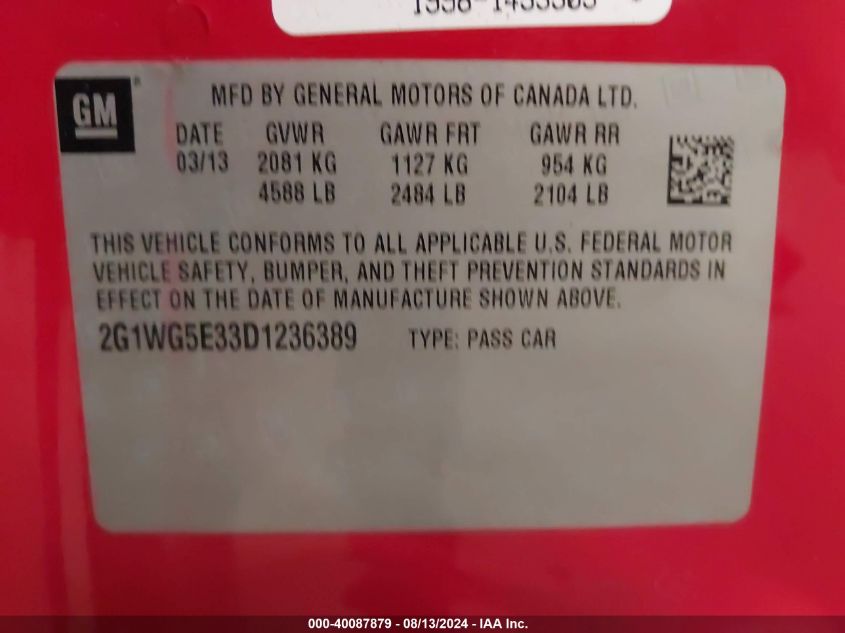 GM
MFD BY GENERAL MOTORS OF CANADA LTD.
DATE GVWR GAWR FRT GAWR RR
03/13 2081 KG 1127 KG 954 KG
4588 LB 2484 LB 2104 LB
THIS VEHICLE CONFORMS TO ALL APPLICABLE U.S. FEDERAL MOTOR
VEHICLE SAFETY, BUMPER, AND THEFT PREVENTION STANDARDS IN
EFFECT ON THE DATE OF MANUFACTURE SHOWN ABOVE.
2G1WG5E33D1236389 TYPE: PASS CAR
000-40087879 - 08/13/2024 - IAA Inc.